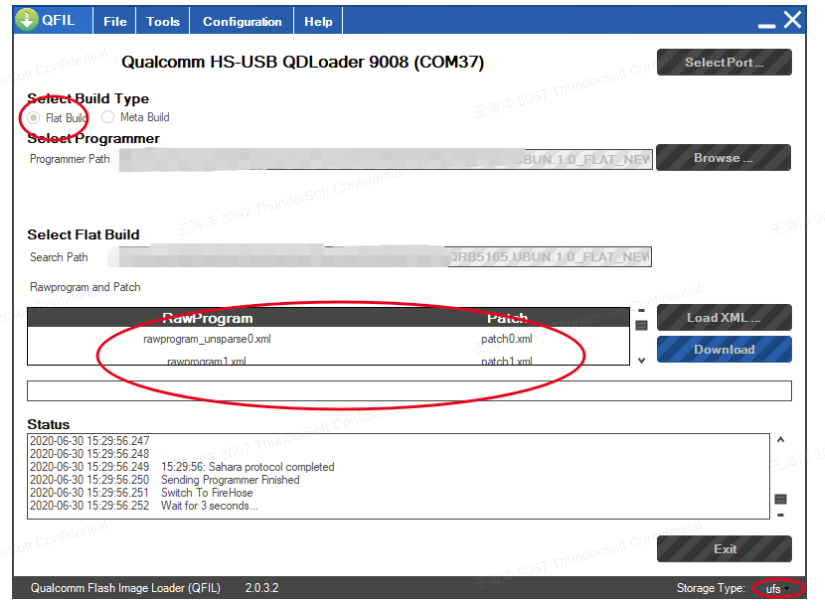 QFIL File Tools Configuration Help
Qualcomm HS-USB QDLoader 9008 (COM37)
Select Port ...
Select Build Type
Flat Build Meta Build
Select Programmer
Programmer Path UBUN.1.0_FLAT_NEW Browse ...
Select Flat Build
Search Path QRB5165.UBUN.1.0_FLAT_NEW
Rawprogram and Patch
RawProgram Patch
Load XML ...
rawprogram_unsparse0.xml patch0.xml
Download
rawprogram1.xml patch1.xml
Status
2020-06-30 15:29:56.247
2020-06-30 15:29:56.248
2020-06-30 15:29:56.249 15:29:56: Sahara protocol completed
2020-06-30 15:29:56.250 Sending Programmer Finished
2020-06-30 15:29:56.251 Switch To FireHose
2020-06-30 15:29:56.252 Wait for 3 seconds...
Exit
Qualcomm Flash Image Loader (QFIL) 2.0.3.2 Storage Type: ufs
王海洋 3057 ThunderSoft Confidential